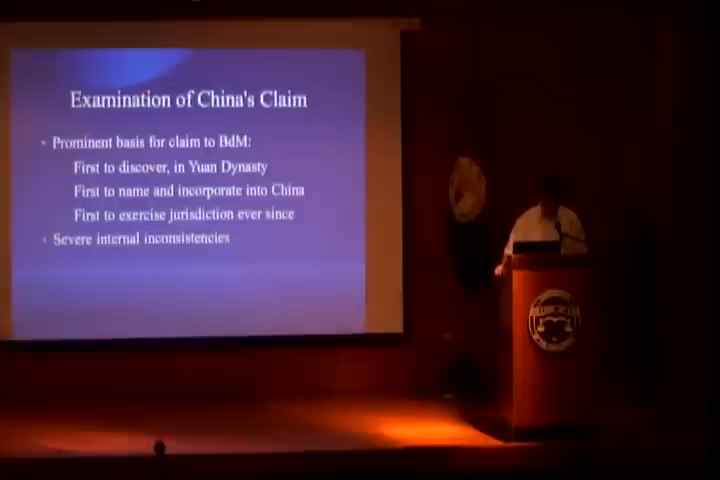 Examination of China's Claim
• Prominent basis for claim to BdM:
First to discover, in Yuan Dynasty
First to name and incorporate into China
First to exercise jurisdiction ever since
• Severe internal inconsistencies